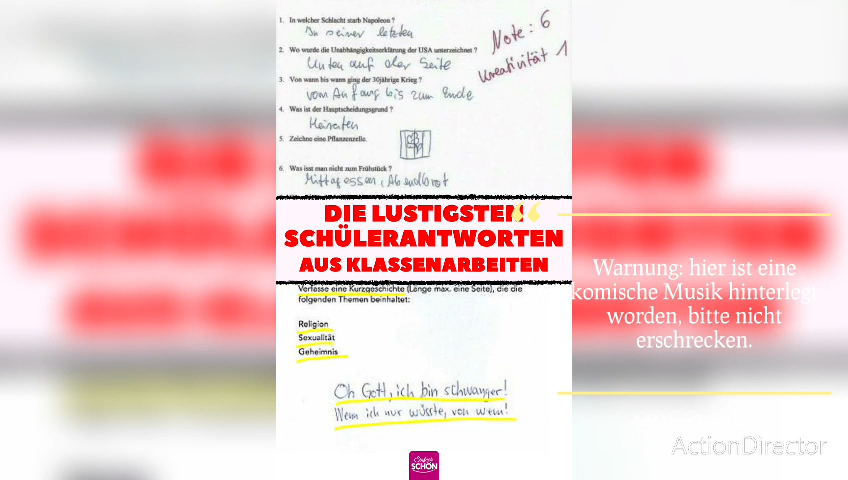 1. In welcher Schlacht starb Napoleon ?
In seiner letzten
2. Wo wurde die Unabhängigkeitserklärung der USA unterzeichnet ?
Unten auf der Seite
3. Von wann bis wann ging der 30jährige Krieg ?
vom Anfang bis zum Ende
4. Was ist der Hauptscheidungsgrund ?
Heiraten
5. Zeichne eine Pflanzenzelle.
6. Was isst man nicht zum Frühstück ?
Mittagessen, Abendbrot
Note: 6
Kreativität 1
DIE LUSTIGSTEN
SCHÜLERANTWORTEN
AUS KLASSENARBEITEN
Verfasse eine Kurzgeschichte (Länge max. eine Seite), die die
folgenden Themen beinhaltet:
Religion
Sexualität
Geheimnis
Oh Gott, ich bin schwanger!
Wenn ich nur wüsste, von wem!
Einfach
SCHÖN
“
Warnung: hier ist eine
komische Musik hinterlegt
worden, bitte nicht
erschrecken.
ActionDirector